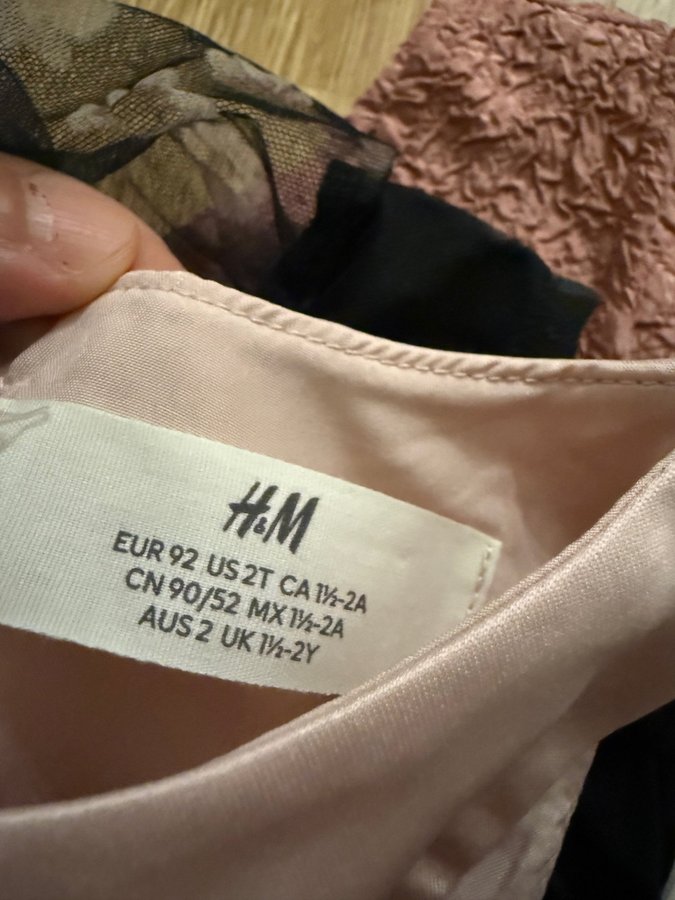 H&M
EUR 92 US 2T CA 1½-2A
CN 90/52 MX 1½-2A
AUS 2 UK 1½-2Y